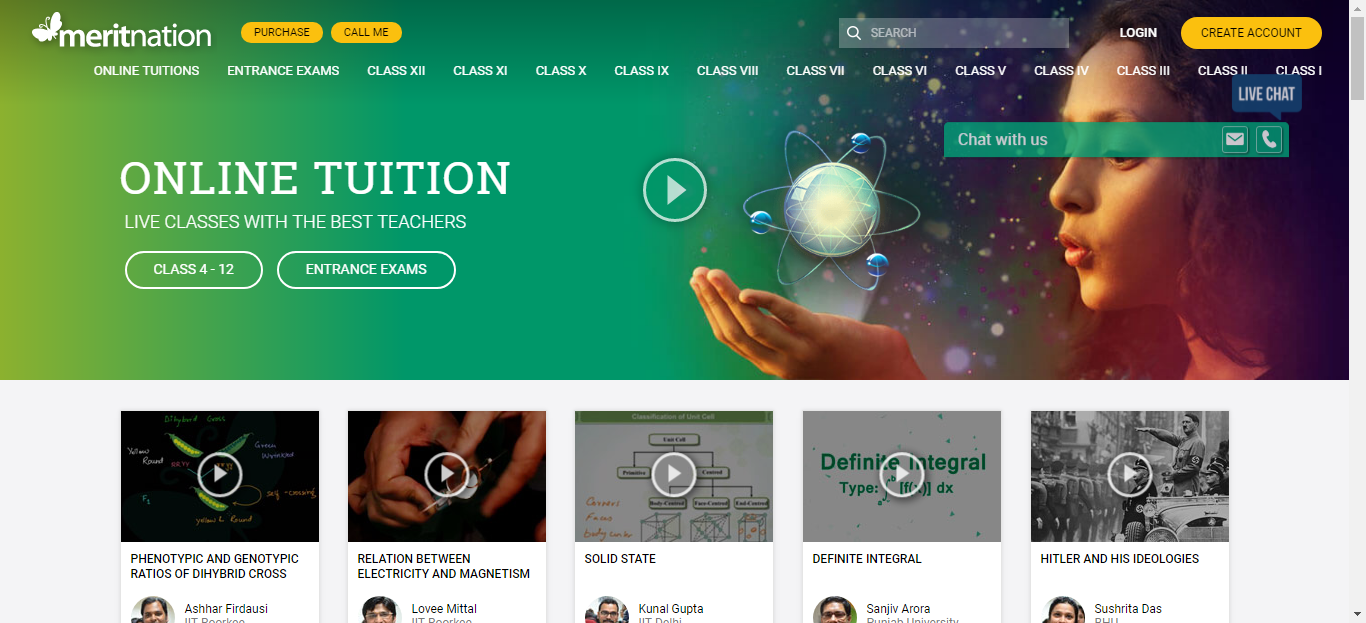 meritnation
PURCHASE
CALL ME
SEARCH
LOGIN
CREATE ACCOUNT
ONLINE TUITIONS
ENTRANCE EXAMS
CLASS XII
CLASS XI
CLASS X
CLASS IX
CLASS VIII
CLASS VII
CLASS VI
CLASS V
CLASS IV
CLASS III
CLASS II
CLASS I
LIVE CHAT
Chat with us
ONLINE TUITION
LIVE CLASSES WITH THE BEST TEACHERS
CLASS 4 - 12
ENTRANCE EXAMS
Dihybrid Cross
Yellow
Round
Green
Wrinkled
F1
self-crossing
Yellow & Round
PHENOTYPIC AND GENOTYPIC
RATIOS OF DIHYBRID CROSS
Ashhar Firdausi
IIT Roorkee
RELATION BETWEEN
ELECTRICITY AND MAGNETISM
Lovee Mittal
IIT Roorkee
Classification of Unit Cell
Unit Cell
Primitive
Centred
Body-Centred
Face-Centred
End-Centred
Corners
Faces
body centre
SOLID STATE
Kunal Gupta
IIT Delhi
Definite Integral
Type: ∫ab [f(x)] dx
DEFINITE INTEGRAL
Sanjiv Arora
Punjab University
HITLER AND HIS IDEOLOGIES
Sushrita Das
BHU